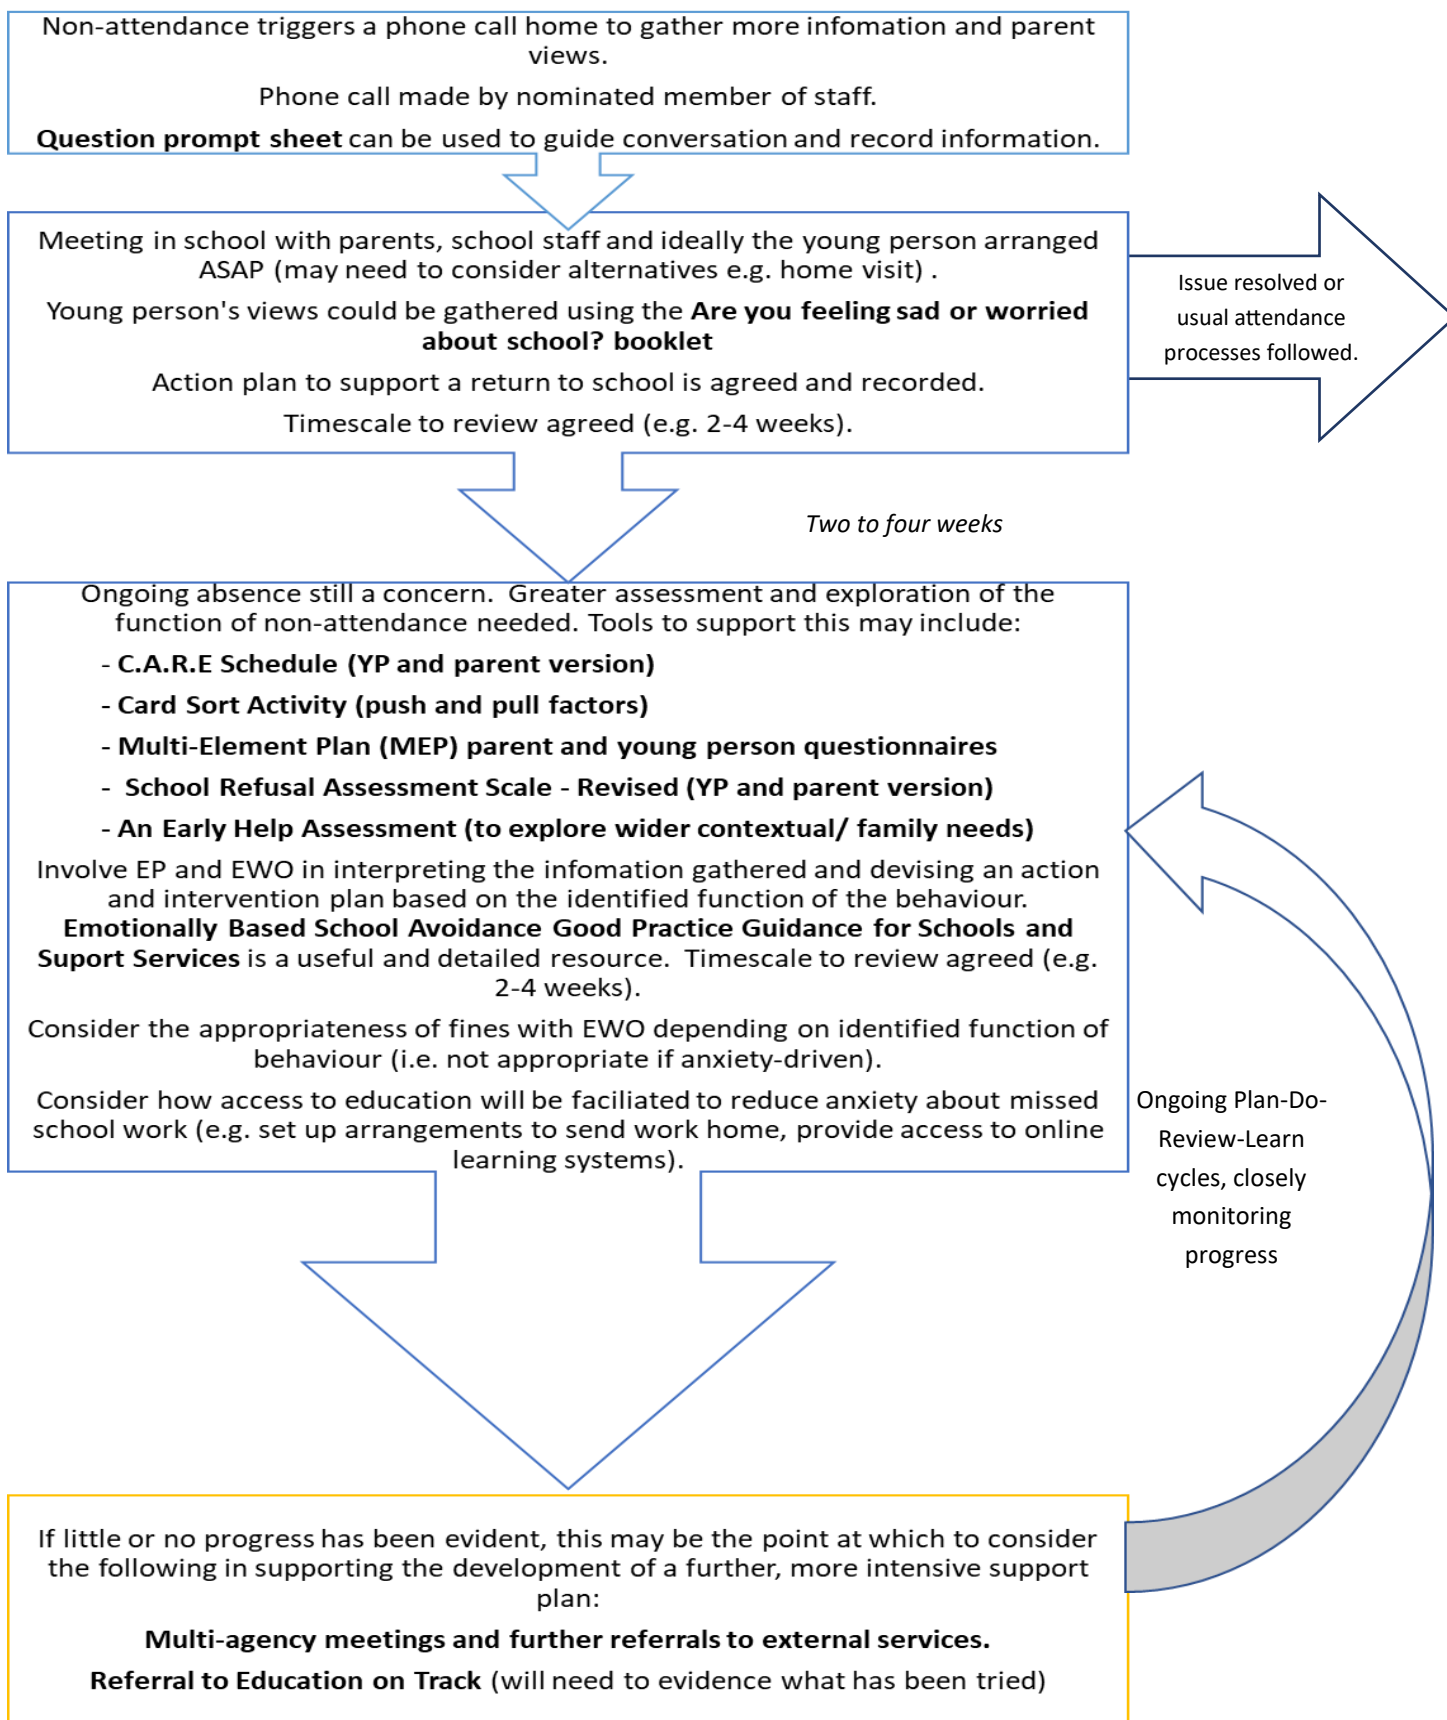 Non-attendance triggers a phone call home to gather more infomation and parent
views.
Phone call made by nominated member of staff.
Question prompt sheet can be used to guide conversation and record information.
Meeting in school with parents, school staff and ideally the young person arranged
ASAP (may need to consider alternatives e.g. home visit) .
Young person's views could be gathered using the Are you feeling sad or worried
about school? booklet
Action plan to support a return to school is agreed and recorded.
Timescale to review agreed (e.g. 2-4 weeks).
Issue resolved or
usual attendance
processes followed.
Two to four weeks
Ongoing absence still a concern.  Greater assessment and exploration of the
function of non-attendance needed. Tools to support this may include:
- C.A.R.E Schedule (YP and parent version)
- Card Sort Activity (push and pull factors)
- Multi-Element Plan (MEP) parent and young person questionnaires
- School Refusal Assessment Scale - Revised (YP and parent version)
- An Early Help Assessment (to explore wider contextual/ family needs)
Involve EP and EWO in interpreting the infomation gathered and devising an action
and intervention plan based on the identified function of the behaviour.
Emotionally Based School Avoidance Good Practice Guidance for Schools and
Suport Services is a useful and detailed resource.  Timescale to review agreed (e.g.
2-4 weeks).
Consider the appropriateness of fines with EWO depending on identified function of
behaviour (i.e. not appropriate if anxiety-driven).
Consider how access to education will be faciliated to reduce anxiety about missed
school work (e.g. set up arrangements to send work home, provide access to online
learning systems).
Ongoing Plan-Do-
Review-Learn
cycles, closely
monitoring
progress
If little or no progress has been evident, this may be the point at which to consider
the following in supporting the development of a further, more intensive support
plan:
Multi-agency meetings and further referrals to external services.
Referral to Education on Track (will need to evidence what has been tried)